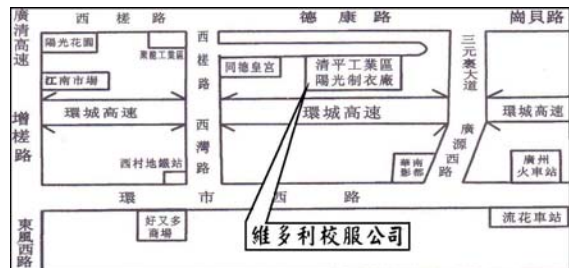 廣清高速
西槎路
德康路
崗貝路
陽光花園
聚龍工業區
西槎路
同德皇宮
清平工業區
陽光制衣廠
三元裏大道
江南市場
環城高速
環城高速
環城高速
增槎路
西灣路
廣源西路
西村地鐵站
華南影都
廣州
火車站
環市西路
東風西路
好又多
商場
維多利校服公司
流花車站